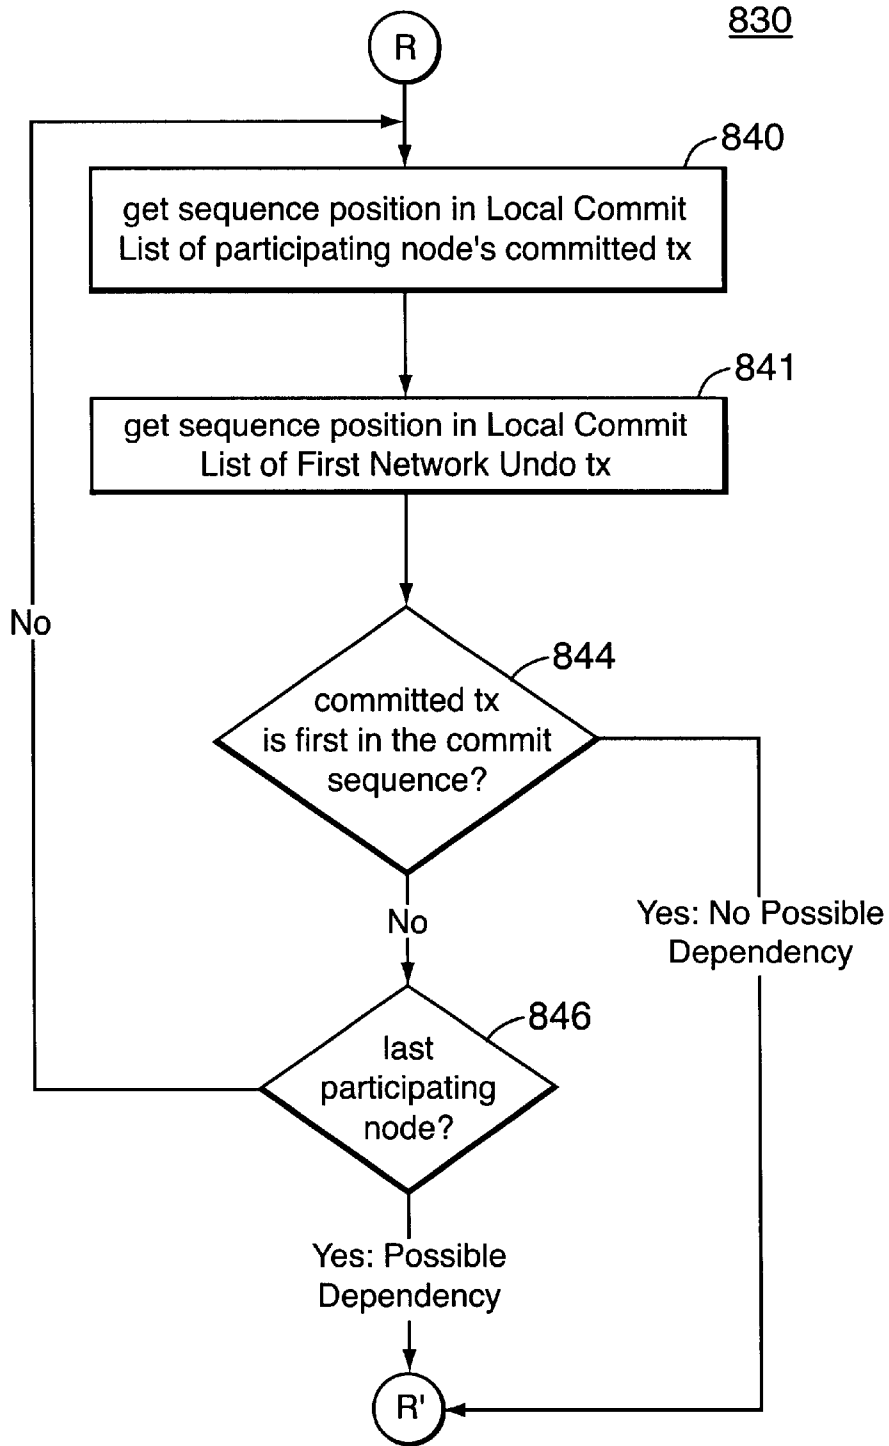 830
R
840
get sequence position in Local Commit
List of participating node's committed tx
841
get sequence position in Local Commit
List of First Network Undo tx
No
844
committed tx
is first in the commit
sequence?
No
Yes: No Possible
Dependency
846
last
participating
node?
Yes: Possible
Dependency
R'